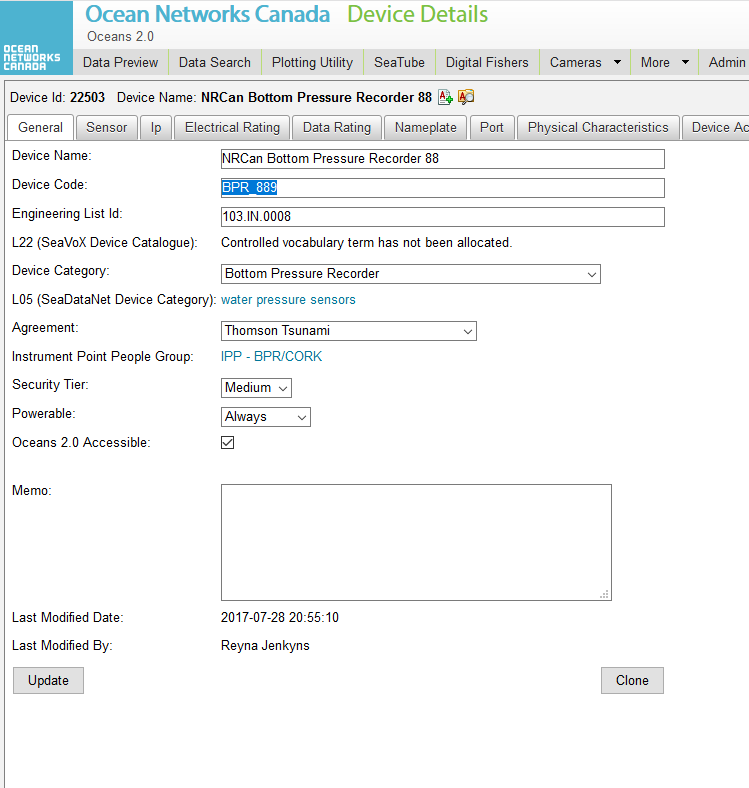 Ocean Networks Canada Device Details
Oceans 2.0
OCEAN
NETWORKS
CANADA
Data Preview Data Search Plotting Utility SeaTube Digital Fishers Cameras More Admin
Device Id: 22503 Device Name: NRCan Bottom Pressure Recorder 88
General Sensor Ip Electrical Rating Data Rating Nameplate Port Physical Characteristics Device Ac
Device Name: NRCan Bottom Pressure Recorder 88
Device Code: BPR_889
Engineering List Id: 103.IN.0008
L22 (SeaVoX Device Catalogue): Controlled vocabulary term has not been allocated.
Device Category: Bottom Pressure Recorder
L05 (SeaDataNet Device Category): water pressure sensors
Agreement: Thomson Tsunami
Instrument Point People Group: IPP - BPR/CORK
Security Tier: Medium
Powerable: Always
Oceans 2.0 Accessible:
Memo:
Last Modified Date: 2017-07-28 20:55:10
Last Modified By: Reyna Jenkyns
Update Clone